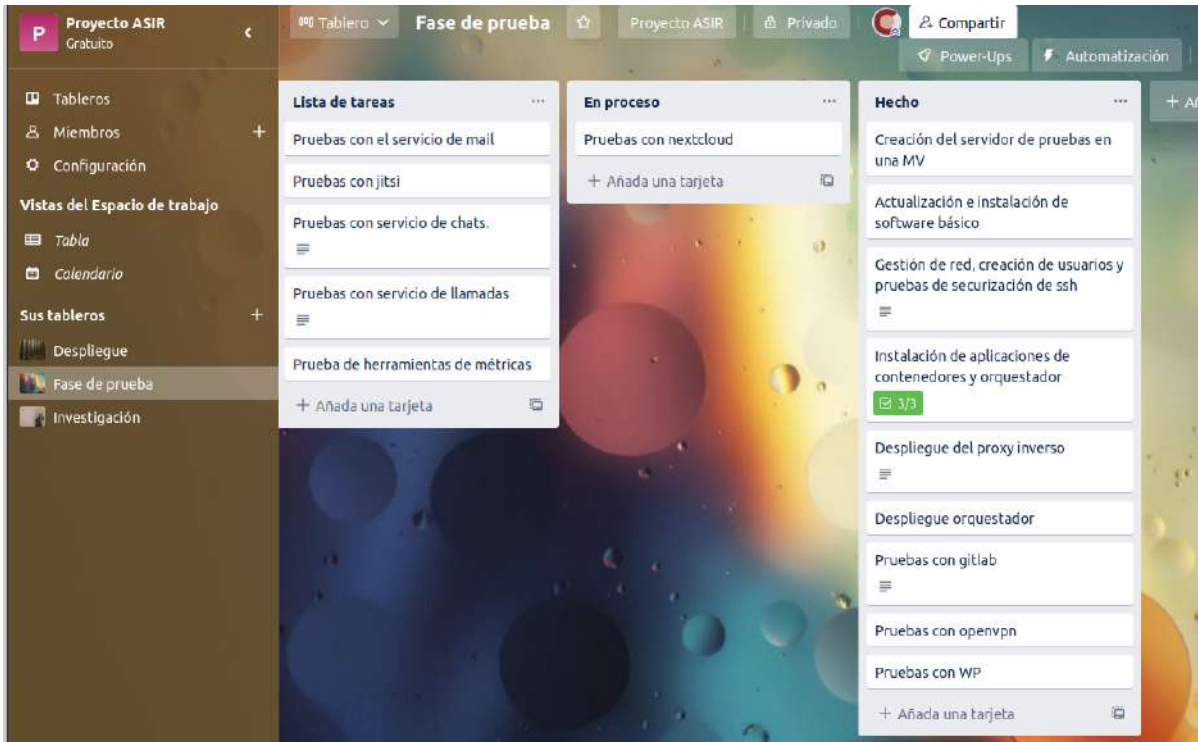 P
Proyecto ASIR
Gratuito
Tableros
Miembros
Configuración
Vistas del Espacio de trabajo
Tabla
Calendario
Sus tableros
Despliegue
Fase de prueba
Investigación
Tablero
Fase de prueba
Proyecto ASIR
Privado
Compartir
Power-Ups
Automatización
Lista de tareas
Pruebas con el servicio de mail
Pruebas con jitsi
Pruebas con servicio de chats.
Pruebas con servicio de llamadas
Prueba de herramientas de métricas
+ Añada una tarjeta
En proceso
Pruebas con nextcloud
+ Añada una tarjeta
Hecho
Creación del servidor de pruebas en
una MV
Actualización e instalación de
software básico
Gestión de red, creación de usuarios y
pruebas de securización de ssh
Instalación de aplicaciones de
contenedores y orquestador
3/3
Despliegue del proxy inverso
Despliegue orquestador
Pruebas con gitlab
Pruebas con openvpn
Pruebas con WP
+ Añada una tarjeta